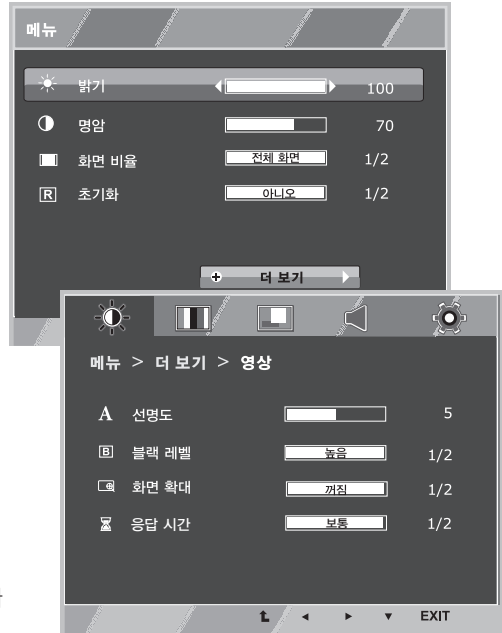 메뉴
밝기 100
명암 70
화면 비율 전체 화면 1/2
R 초기화 아니오 1/2
더 보기
메뉴 > 더 보기 > 영상
A 선명도 5
B 블랙 레벨 높음 1/2
화면 확대 꺼짐 1/2
응답 시간 보통 1/2
EXIT